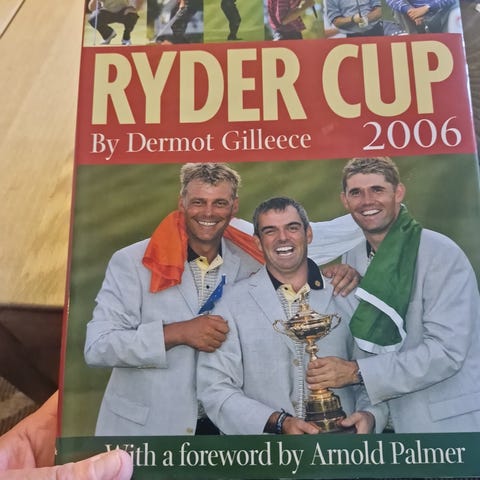 RYDER CUP
By Dermot Gilleece 2006
With a foreword by Arnold Palmer